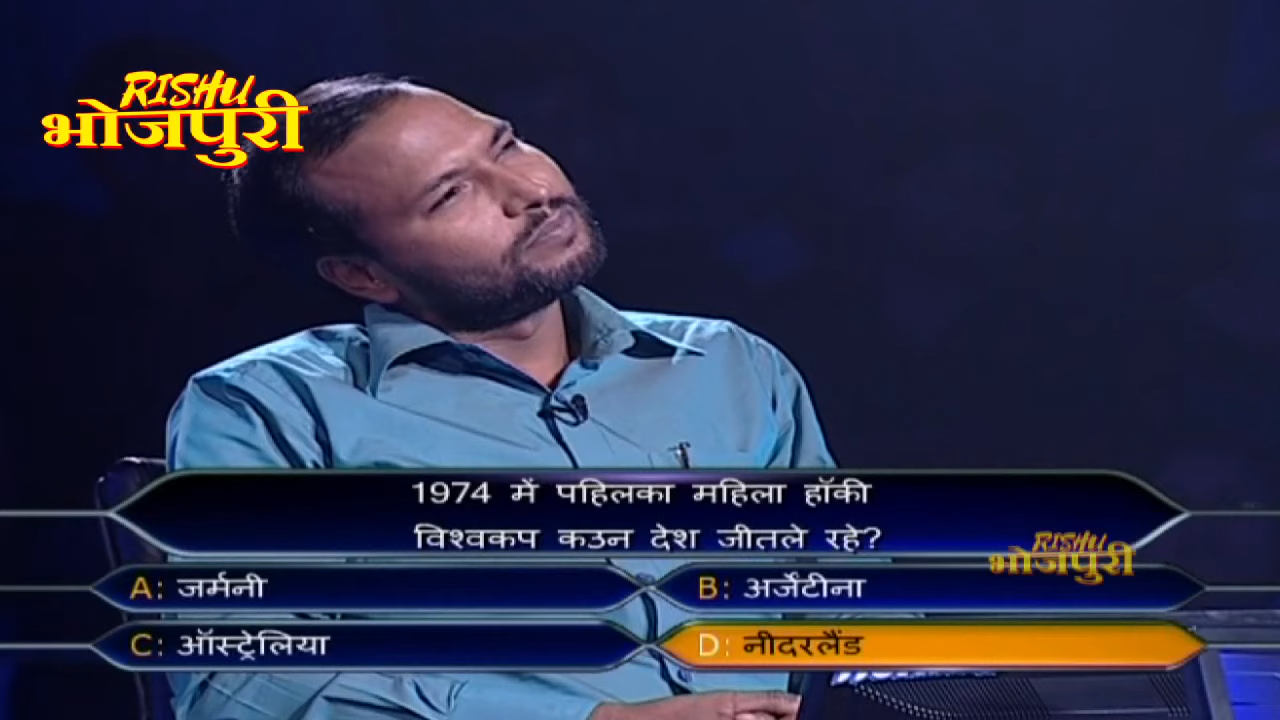 RISHU
भोजपुरी
1974 में पहिलका महिला हॉकी
विश्वकप कउन देश जीतले रहे?
RISHU
भोजपुरी
A: जर्मनी
B: अर्जेंटीना
C: ऑस्ट्रेलिया
D: नीदरलैंड